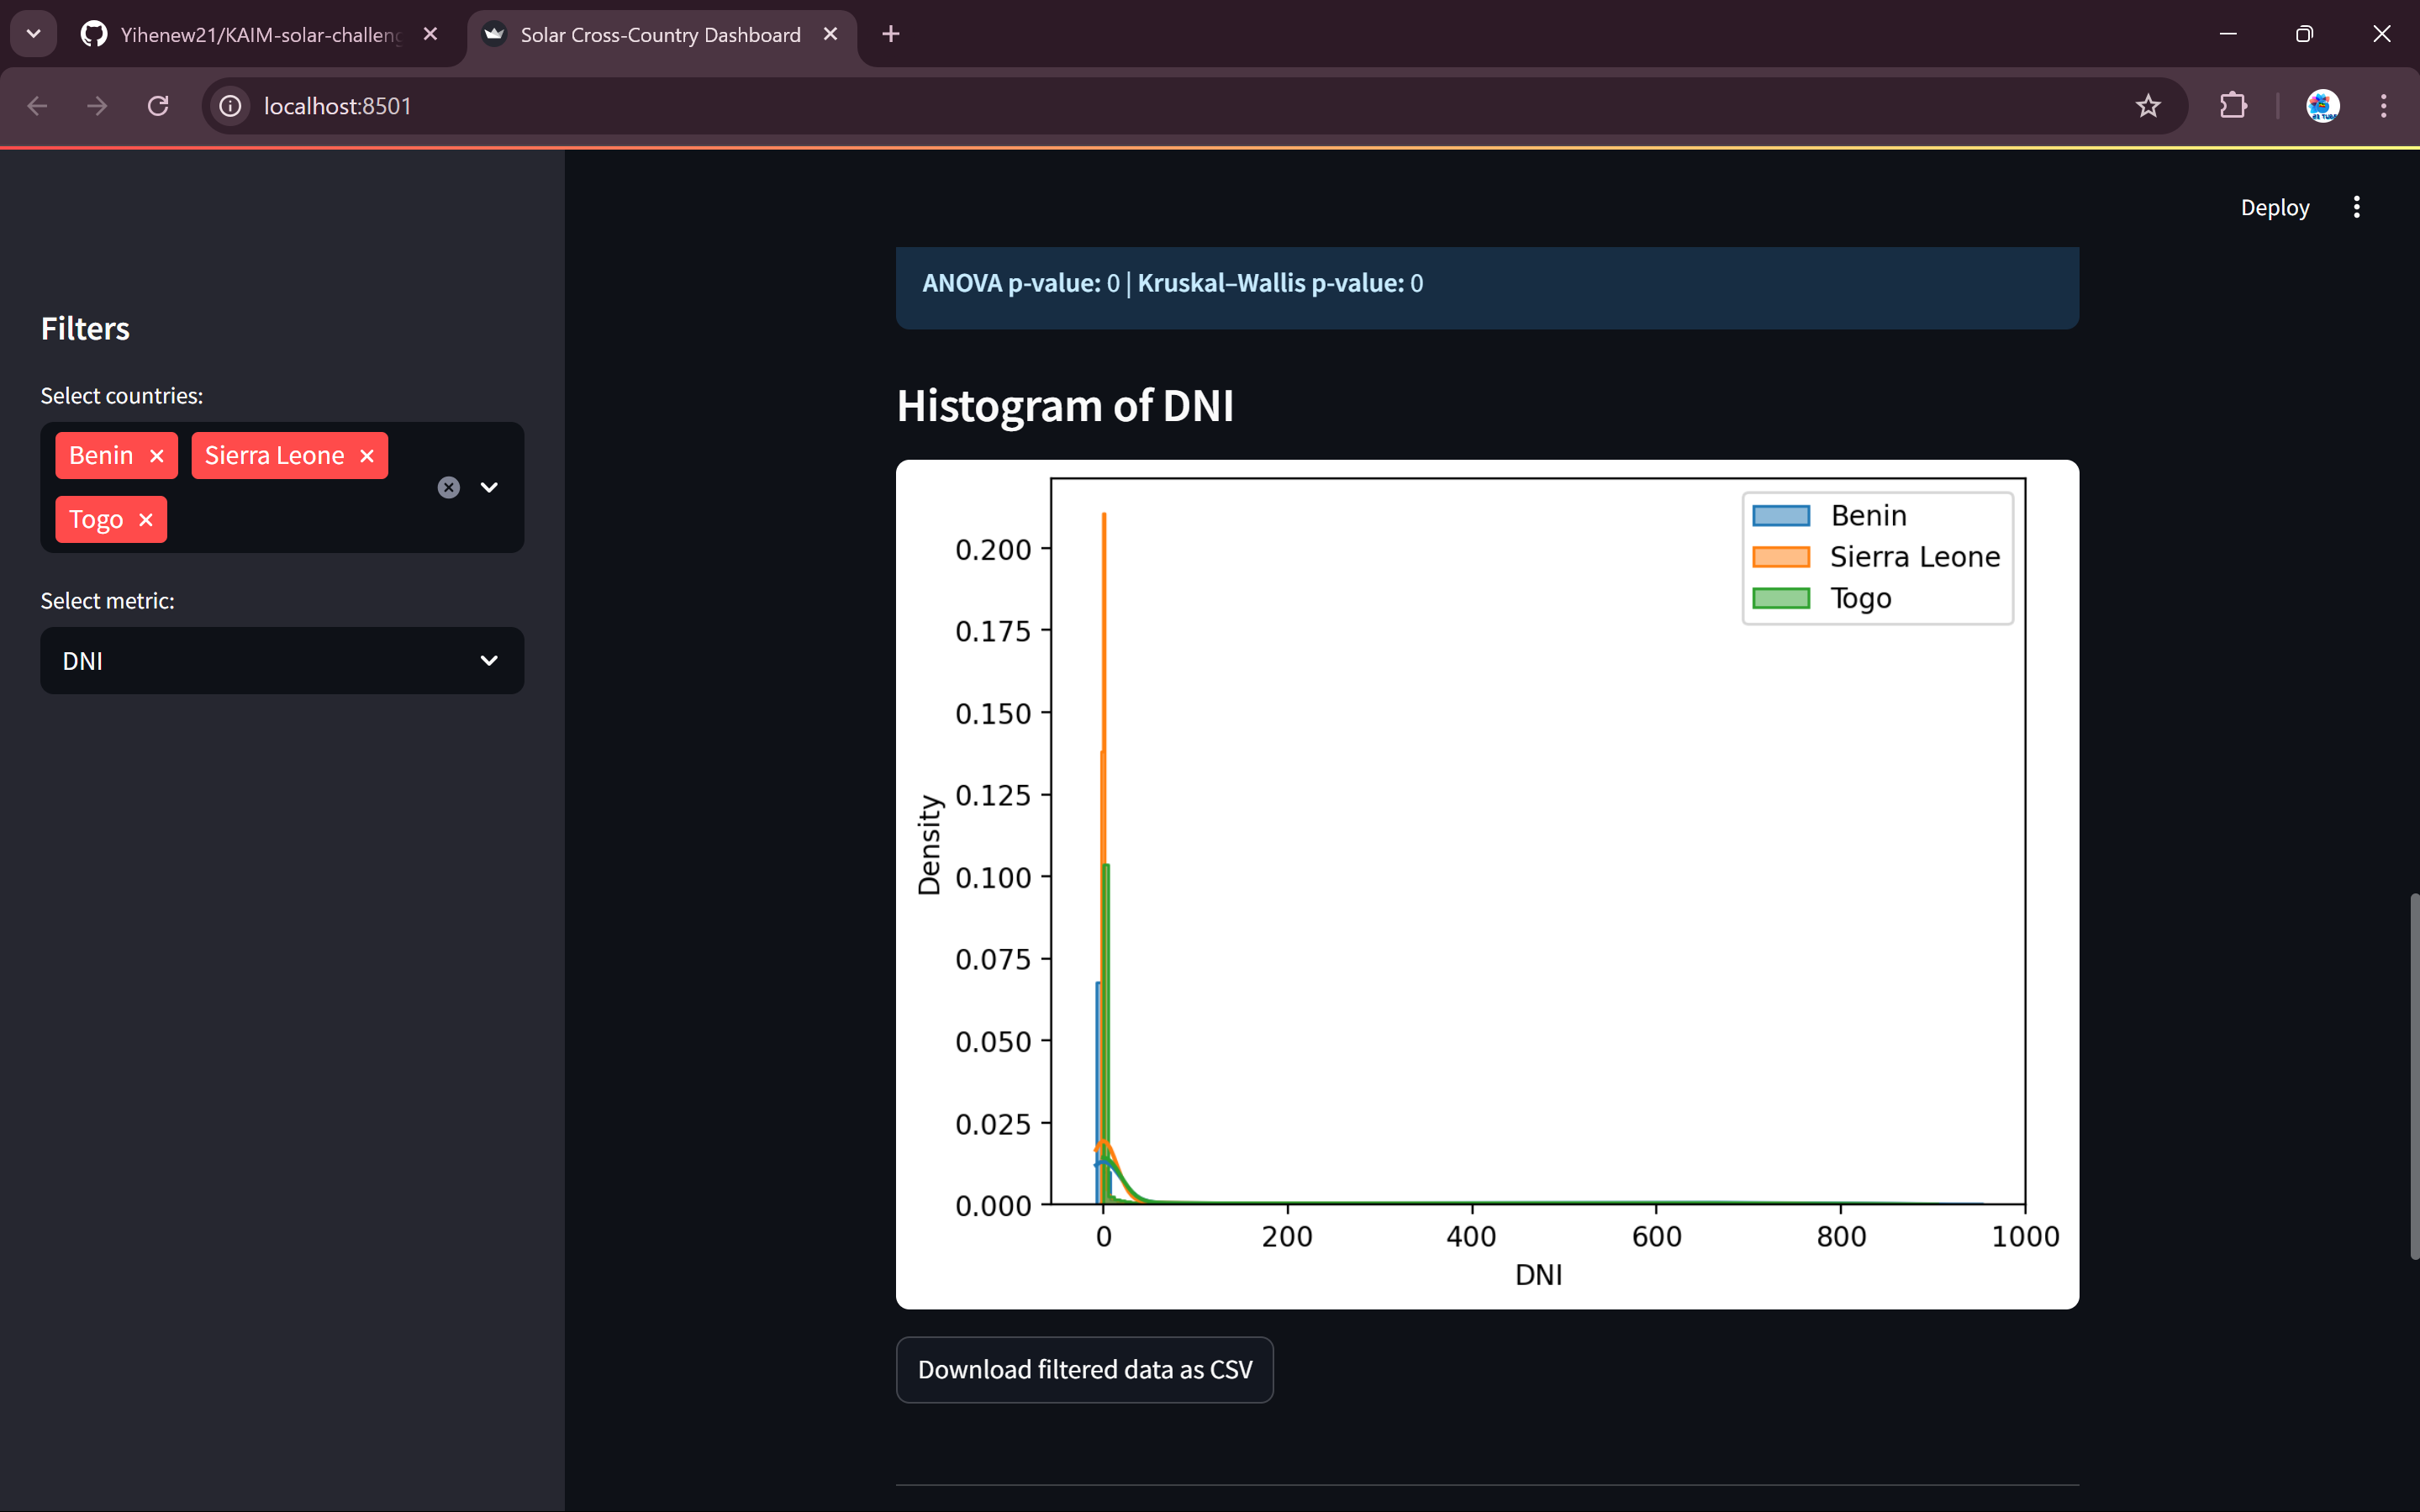 Yihenew21/KAIM-solar-challeng
Solar Cross-Country Dashboard
localhost:8501
Deploy
Filters
Select countries:
Benin
Sierra Leone
Togo
Select metric:
DNI
ANOVA p-value: 0 | Kruskal–Wallis p-value: 0
Histogram of DNI
Benin
Sierra Leone
Togo
Density
0.200
0.175
0.150
0.125
0.100
0.075
0.050
0.025
0.000
0 200 400 600 800 1000
DNI
Download filtered data as CSV